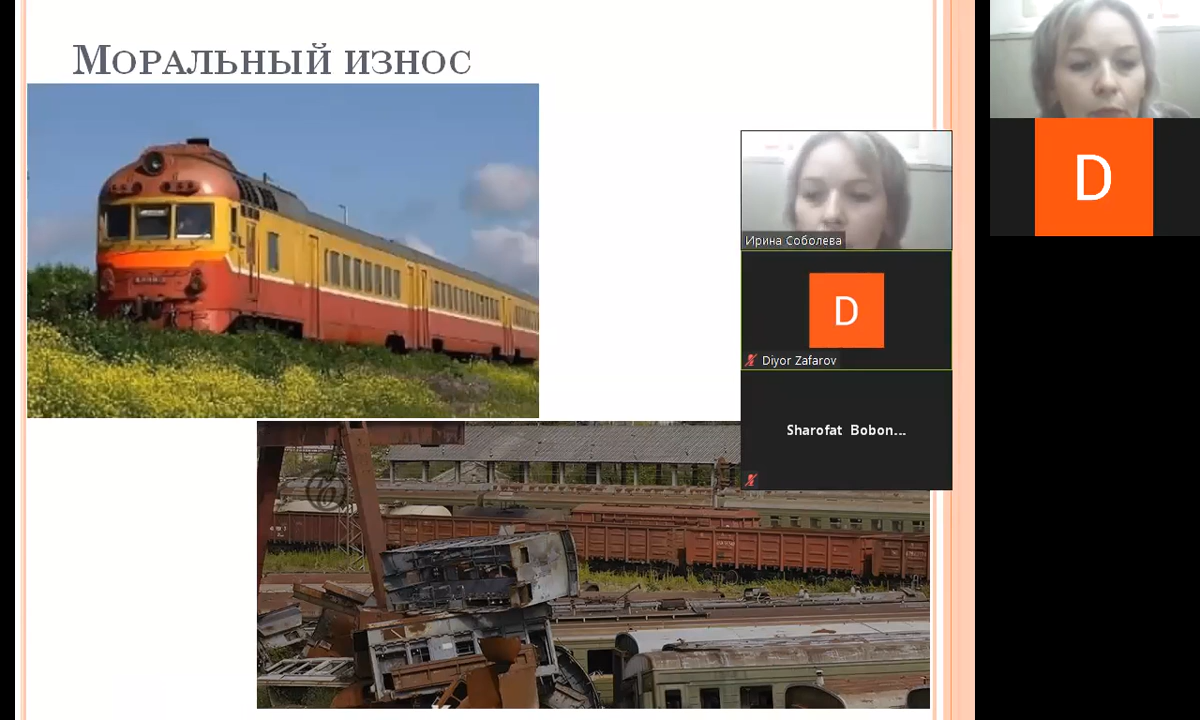 Моральный износ
Ирина Соболева
D
Diyor Zafarov
Sharofat Bobon...
D